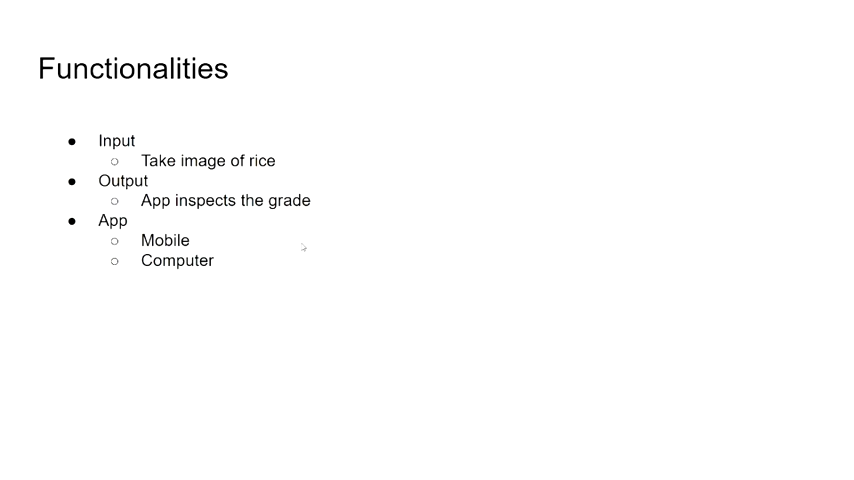 Functionalities
● Input
○ Take image of rice
● Output
○ App inspects the grade
● App
○ Mobile
○ Computer